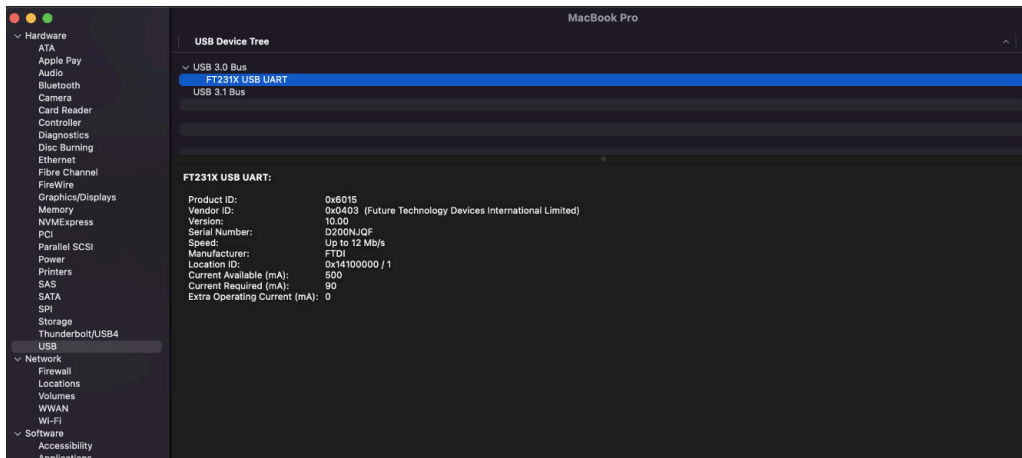 MacBook Pro
Hardware
ATA
Apple Pay
Audio
Bluetooth
Camera
Card Reader
Controller
Diagnostics
Disc Burning
Ethernet
Fibre Channel
FireWire
Graphics/Displays
Memory
NVMExpress
PCI
Parallel SCSI
Power
Printers
SAS
SATA
SPI
Storage
Thunderbolt/USB4
USB
Network
Firewall
Locations
Volumes
WWAN
Wi-Fi
Software
Accessibility
Applications
USB Device Tree
USB 3.0 Bus
FT231X USB UART
USB 3.1 Bus
FT231X USB UART:
Product ID: 0x6015
Vendor ID: 0x0403 (Future Technology Devices International Limited)
Version: 10.00
Serial Number: D200NJQF
Speed: Up to 12 Mb/s
Manufacturer: FTDI
Location ID: 0x14100000 / 1
Current Available (mA): 500
Current Required (mA): 90
Extra Operating Current (mA): 0